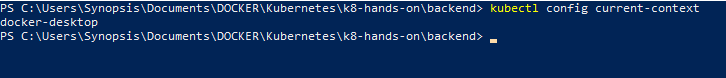 PS C:\Users\Synopsis\Documents\DOCKER\Kubernetes\k8-hands-on\backend> kubectl config current-context
docker-desktop
PS C:\Users\Synopsis\Documents\DOCKER\Kubernetes\k8-hands-on\backend>